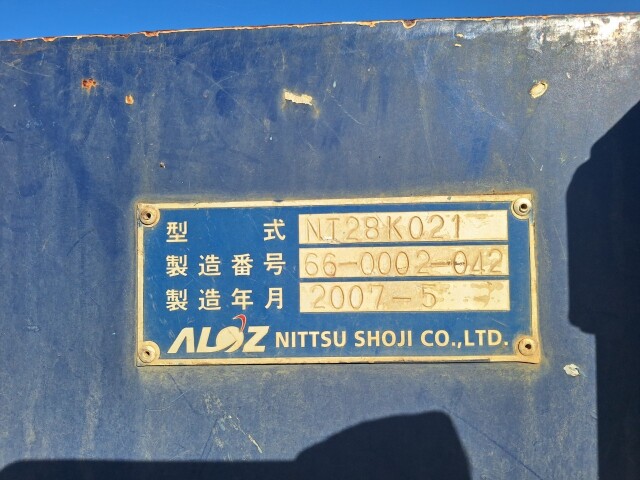 型式 NT28K021
製造番号 66-0002-042
製造年月 2007-5
ALOZ NITTSU SHOJI CO.,LTD.